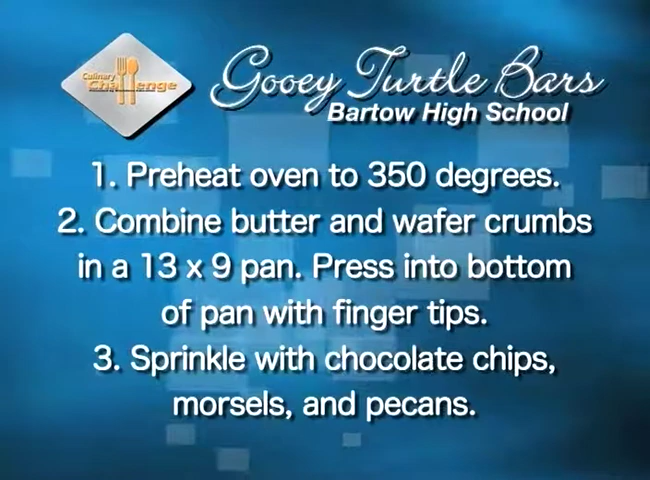 Culinary
Challenge
Gooey Turtle Bars
Bartow High School
1. Preheat oven to 350 degrees.
2. Combine butter and wafer crumbs
in a 13 x 9 pan. Press into bottom
of pan with finger tips.
3. Sprinkle with chocolate chips,
morsels, and pecans.